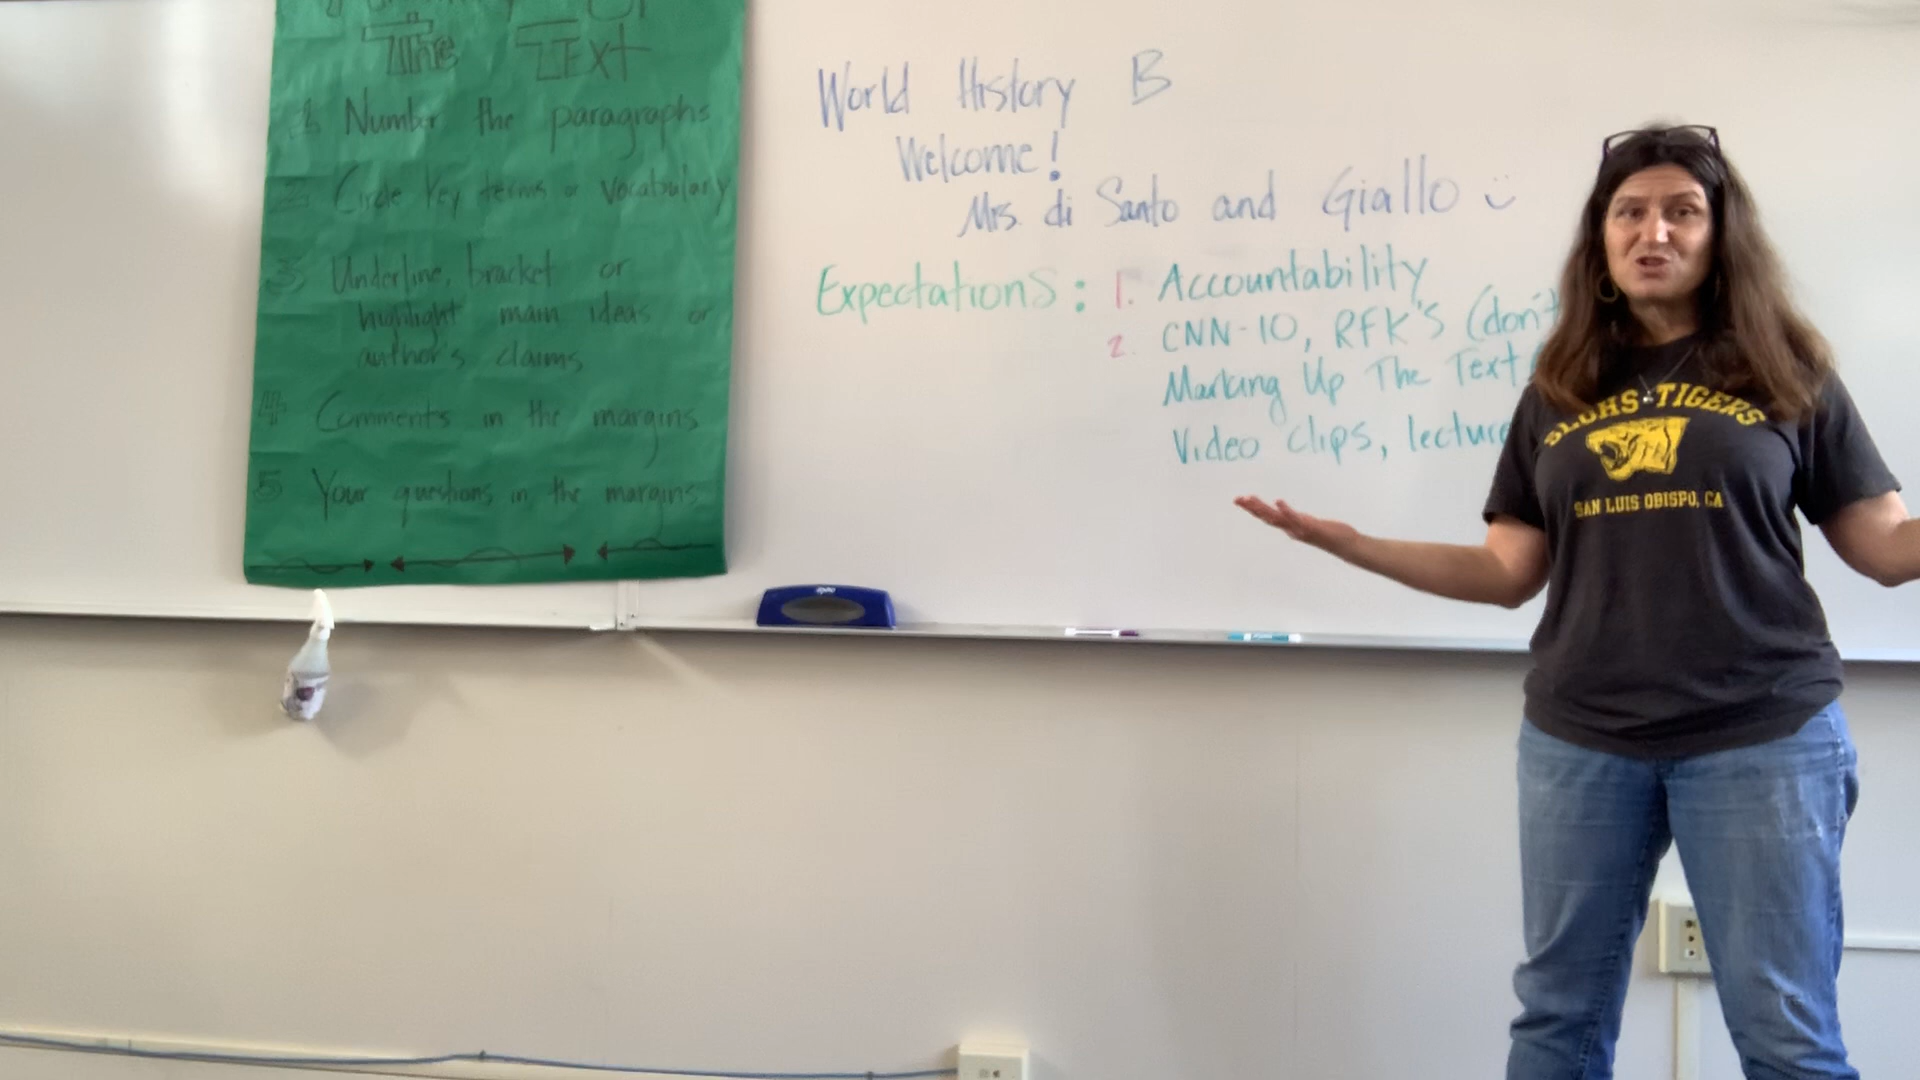 The Text
1 Number the paragraphs
2 Circle key terms or vocabulary
3 Underline, bracket or
highlight main ideas or
author's claims
4 Comments in the margins
5 Your questions in the margins
World History B
Welcome!
Mrs. di Santo and Giallo
Expectations: 1. Accountability
2. CNN-10, RFK's (don't
Marking Up The Text
Video clips, lecture
expo
SLOHS TIGERS
SAN LUIS OBISPO, CA